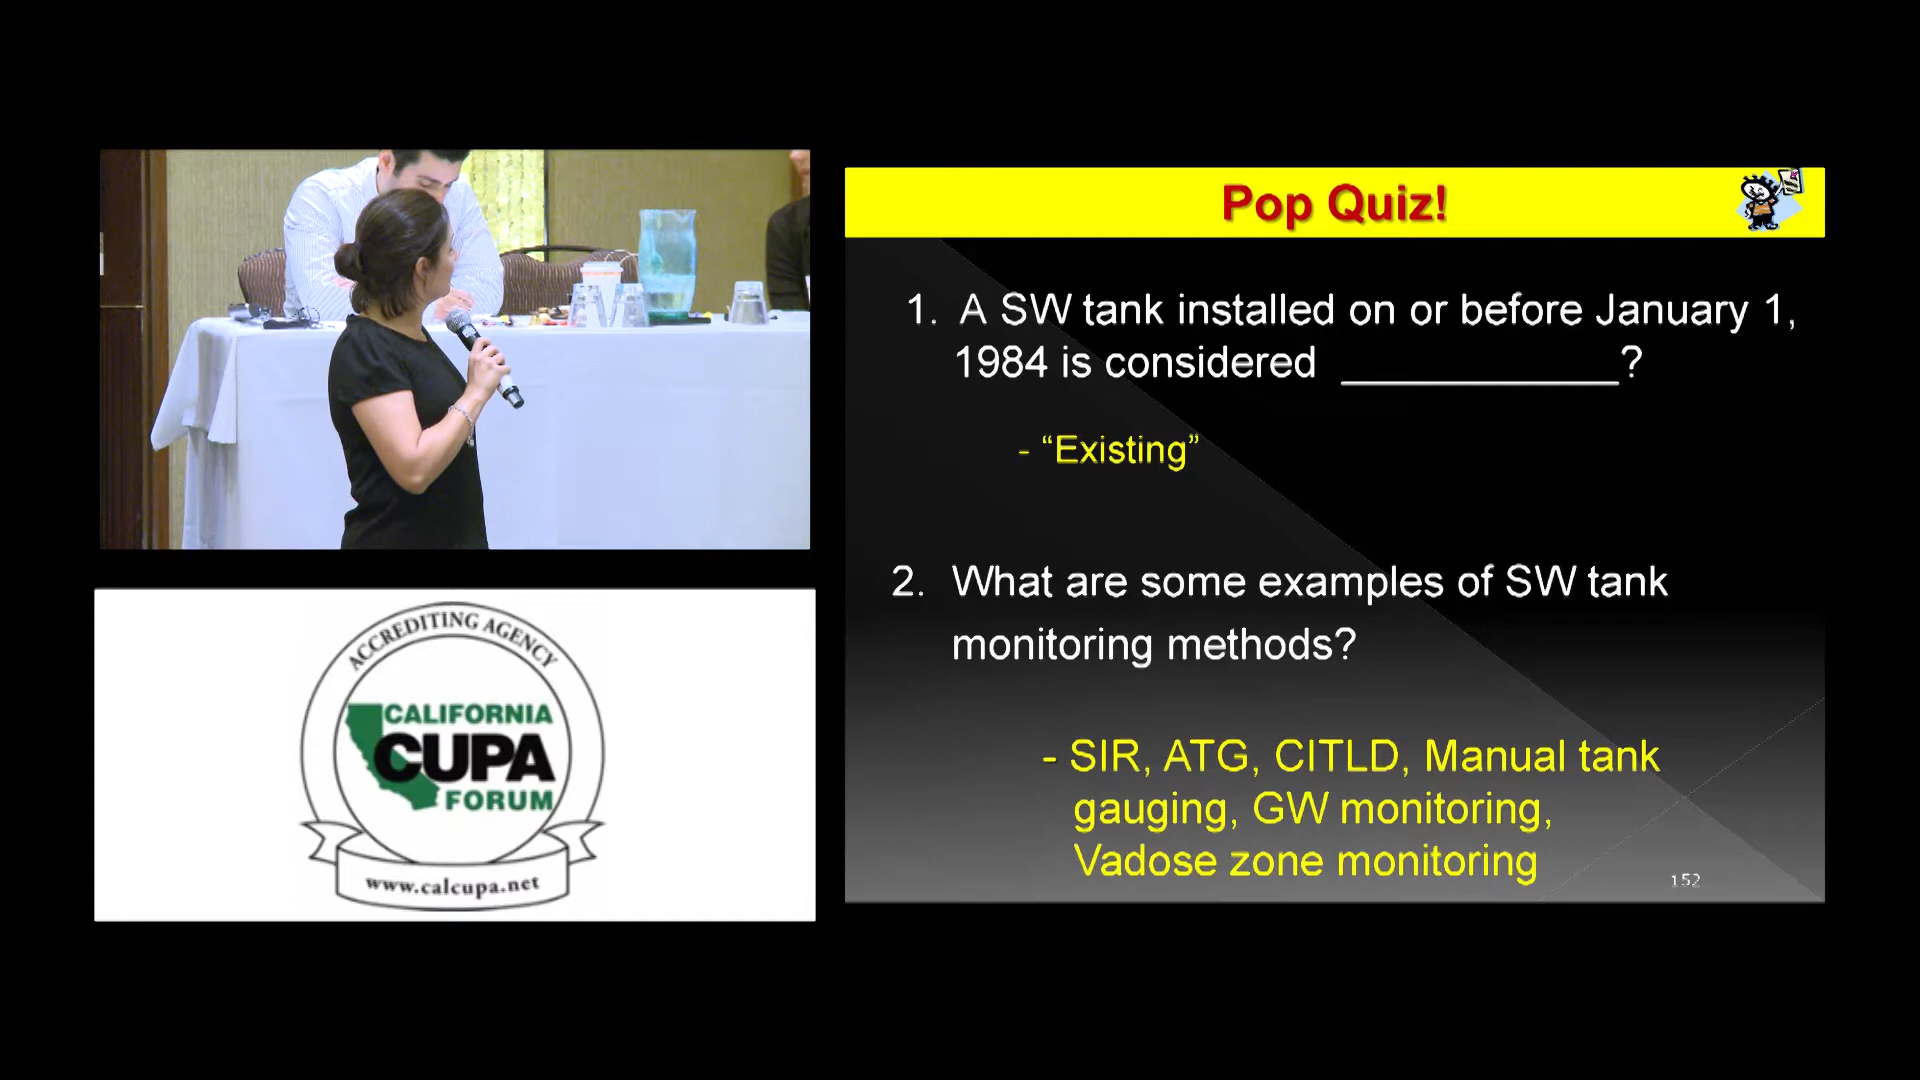 Pop Quiz!
1. A SW tank installed on or before January 1,
1984 is considered ____________?
- “Existing”
2. What are some examples of SW tank
monitoring methods?
- SIR, ATG, CITLD, Manual tank
gauging, GW monitoring,
Vadose zone monitoring
152
ACCREDITING AGENCY
CALIFORNIA
CUPA
FORUM
www.calcupa.net